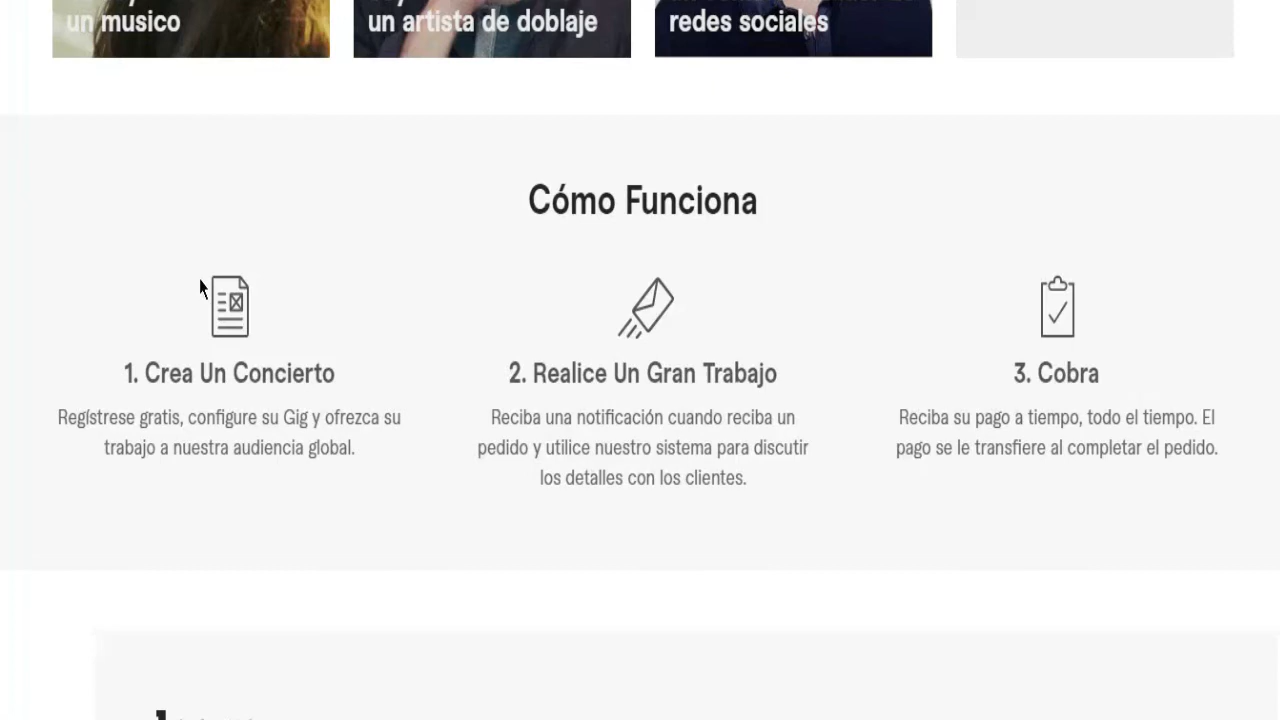 un musico
un artista de doblaje
redes sociales
Cómo Funciona
1. Crea Un Concierto
Regístrese gratis, configure su Gig y ofrezca su
trabajo a nuestra audiencia global.
2. Realice Un Gran Trabajo
Reciba una notificación cuando reciba un
pedido y utilice nuestro sistema para discutir
los detalles con los clientes.
3. Cobra
Reciba su pago a tiempo, todo el tiempo. El
pago se le transfiere al completar el pedido.